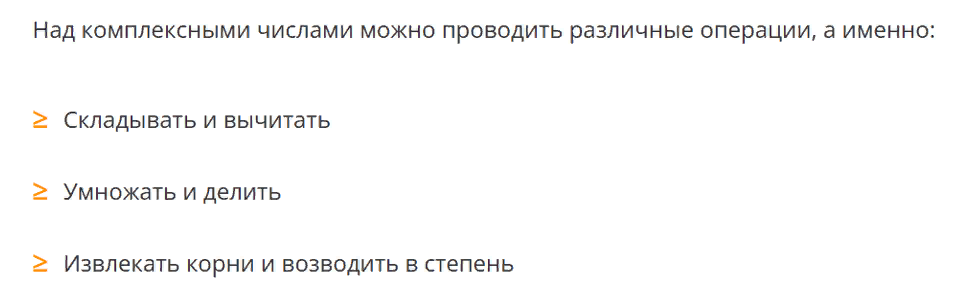 Над комплексными числами можно проводить различные операции, а именно:
≥ Складывать и вычитать
≥ Умножать и делить
≥ Извлекать корни и возводить в степень